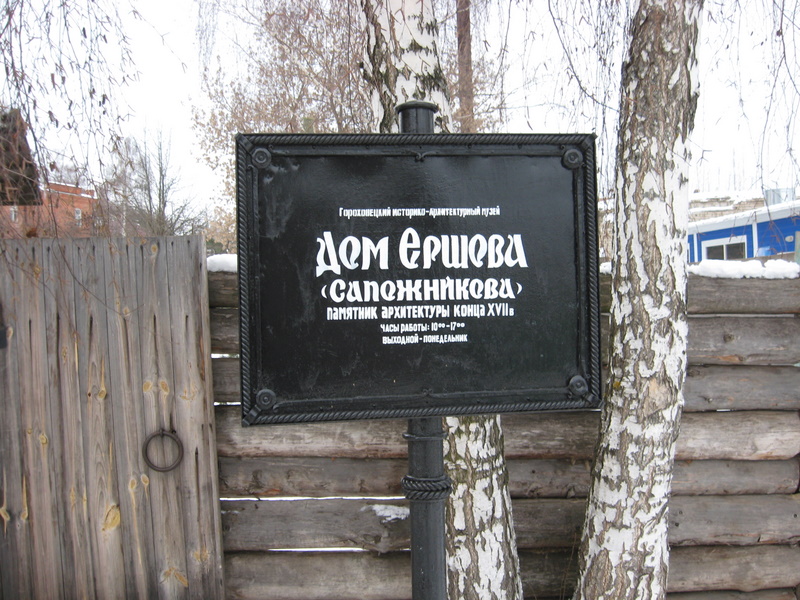 Гороховецкий историко-архитектурный музей
Дом Ершова
(Сапожникова)
памятник архитектуры конца XVII в
часы работы: 10⁰⁰-17⁰⁰
выходной - понедельник